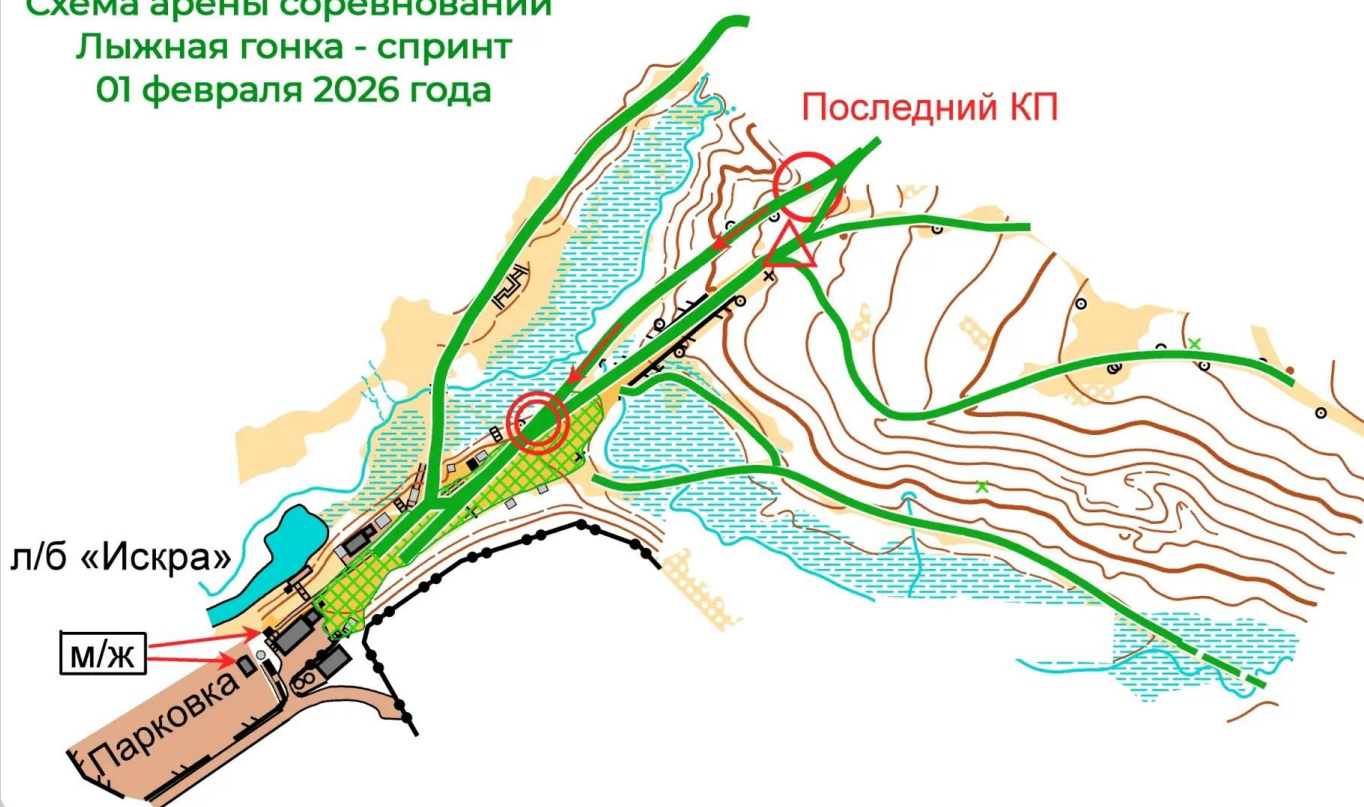 Схема арены соревнований
Лыжная гонка - спринт
01 февраля 2026 года
Последний КП
л/б «Искра»
м/ж
Парковка